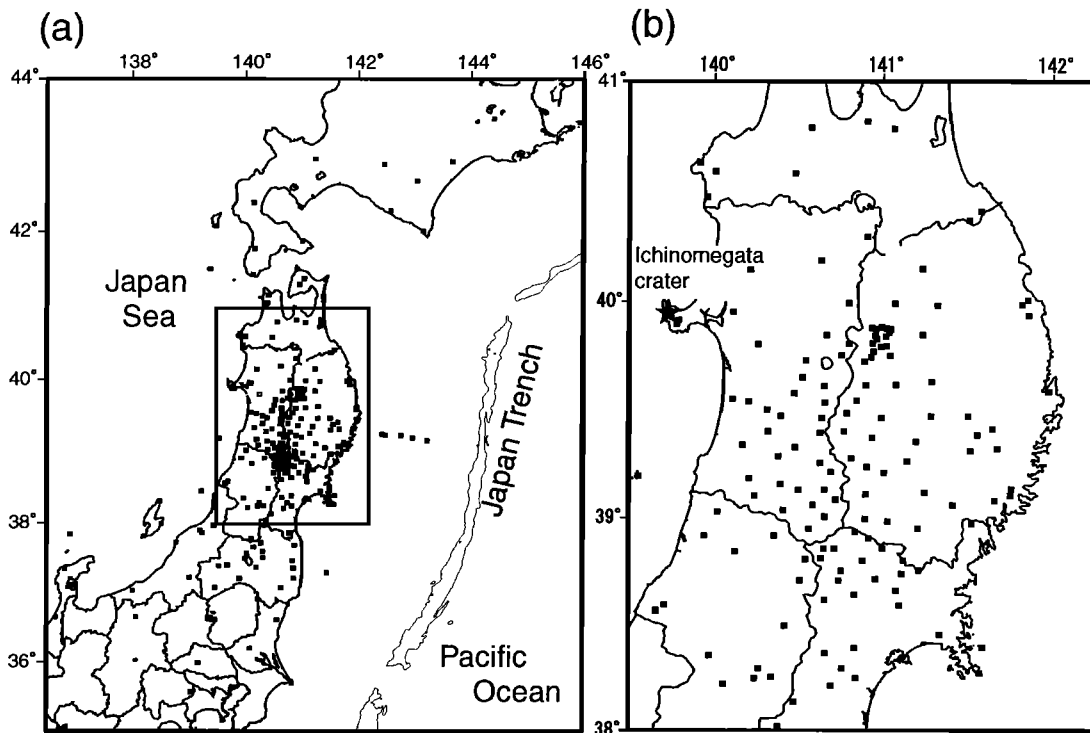 (a)
138° 140° 142° 144° 146°
44°
42°
40°
38°
36°
Japan
Sea
Japan Trench
Pacific
Ocean
(b)
140° 141° 142°
41°
40°
39°
38°
Ichinomegata
crater